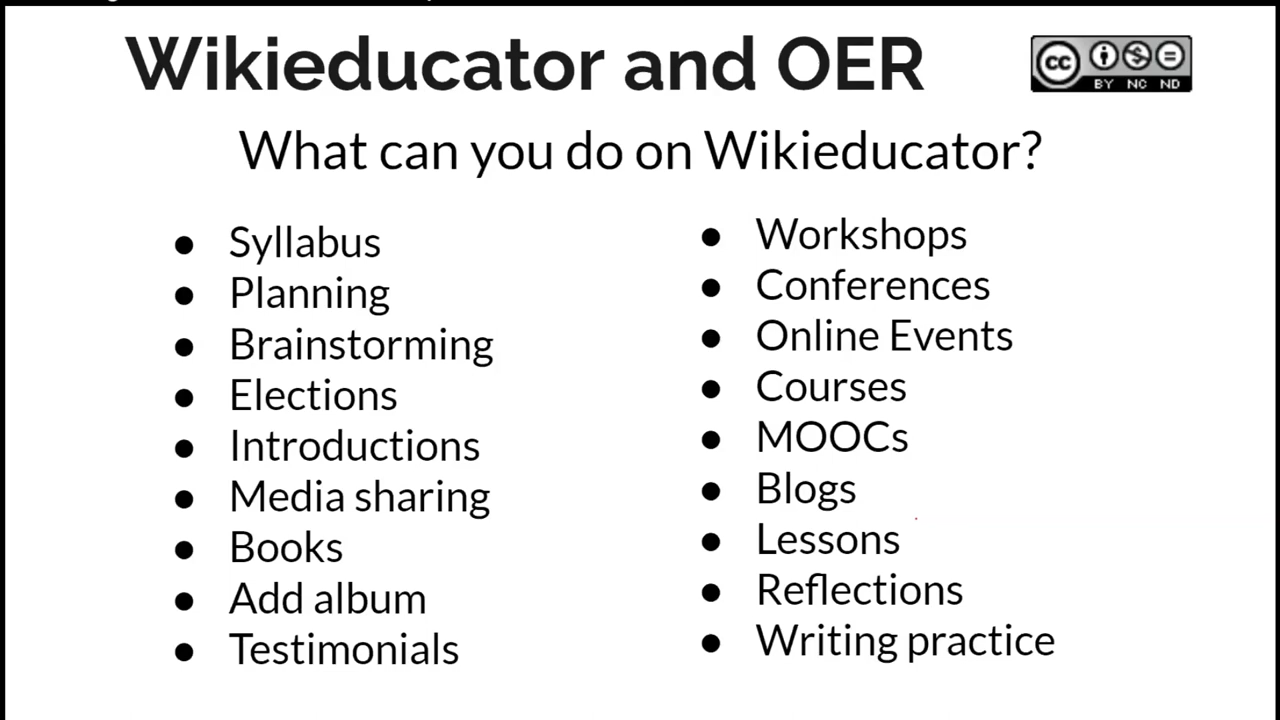 Wikieducator and OER
cc
BY NC ND
What can you do on Wikieducator?
● Syllabus
● Planning
● Brainstorming
● Elections
● Introductions
● Media sharing
● Books
● Add album
● Testimonials
● Workshops
● Conferences
● Online Events
● Courses
● MOOCs
● Blogs
● Lessons
● Reflections
● Writing practice